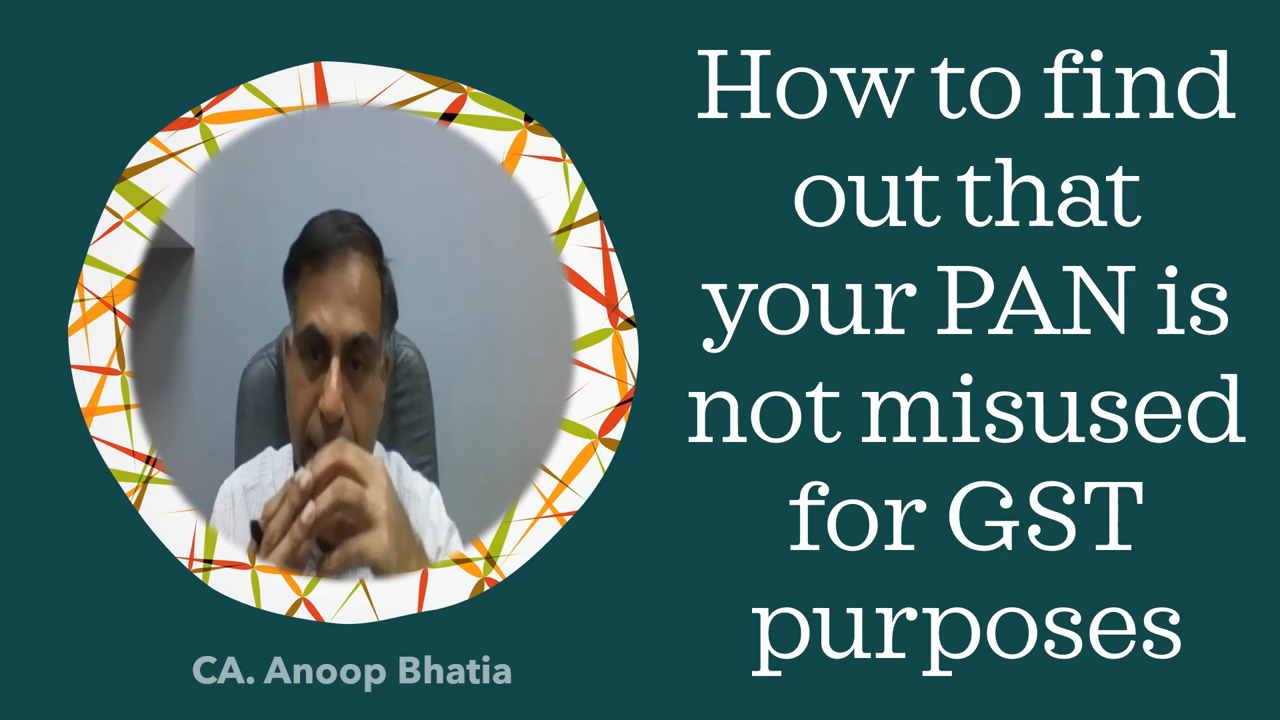 How to find
out that
your PAN is
not misused
for GST
purposes
CA. Anoop Bhatia